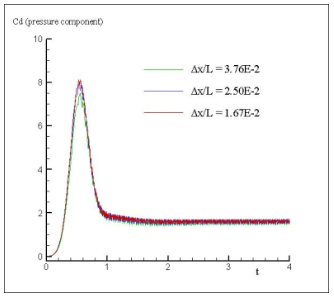 Cd (pressure component)
10
Δx/L = 3.76E-2
8
Δx/L = 2.50E-2
Δx/L = 1.67E-2
6
4
2
0
0 1 2 3 4
t